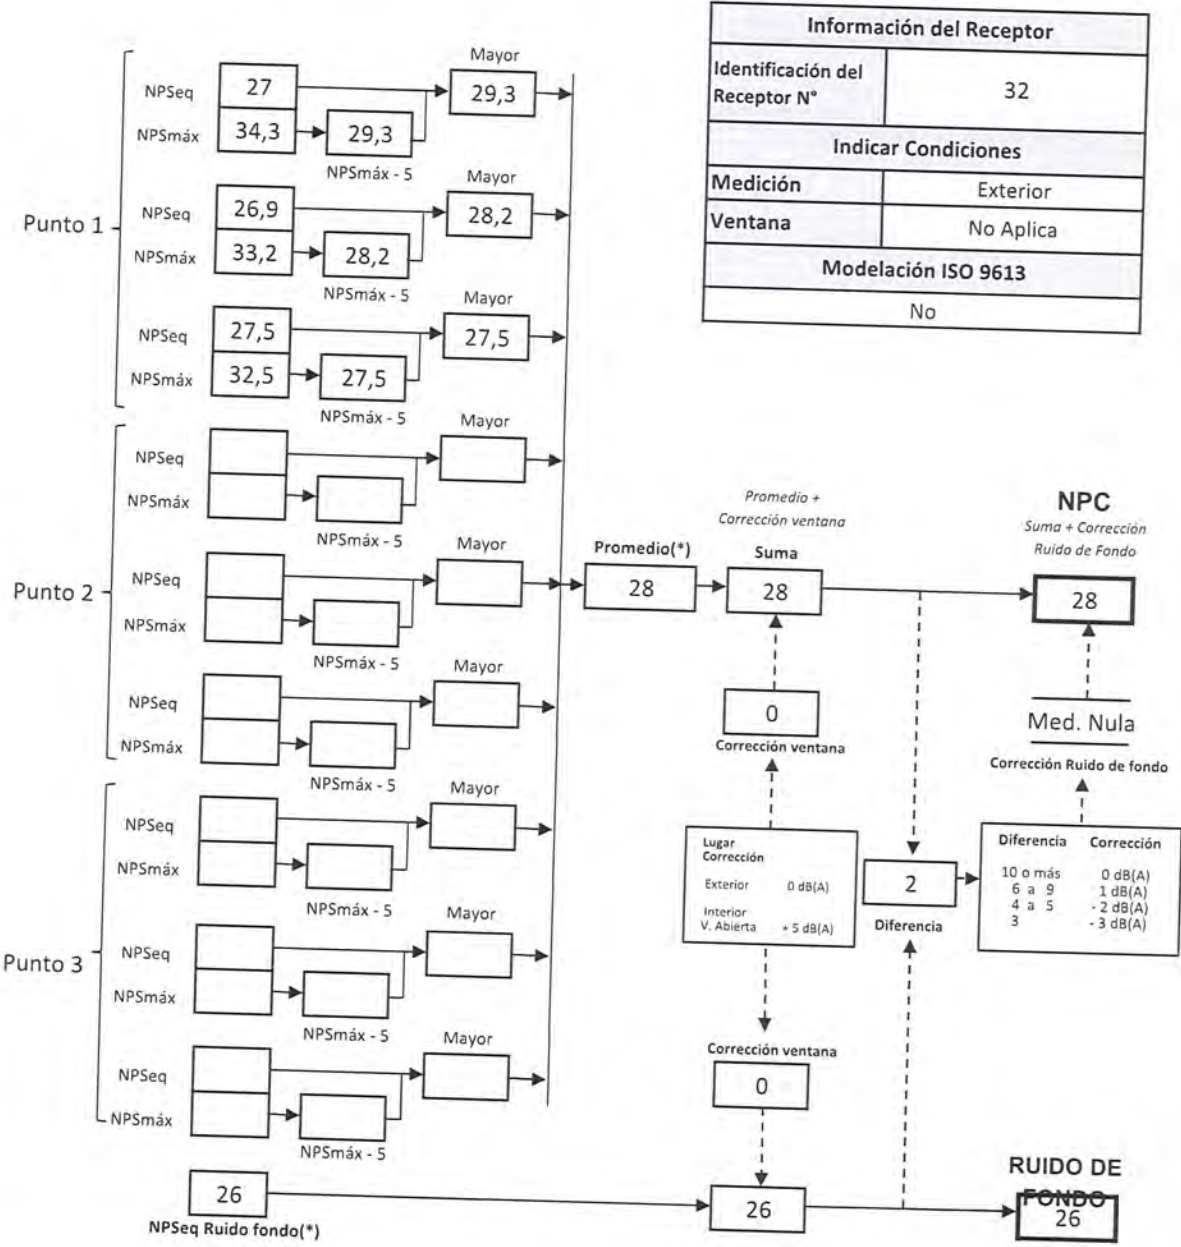 Información del Receptor
Identificación del Receptor N°
32
Indicar Condiciones
Medición
Exterior
Ventana
No Aplica
Modelación ISO 9613
No
Punto 1
Mayor
NPSeq
27
29,3
NPSmáx
34,3
29,3
NPSmáx - 5
Mayor
NPSeq
26,9
28,2
NPSmáx
33,2
28,2
NPSmáx - 5
Mayor
NPSeq
27,5
27,5
NPSmáx
32,5
27,5
NPSmáx - 5
Punto 2
Mayor
NPSeq
NPSmáx
NPSmáx - 5
Mayor
NPSeq
NPSmáx
NPSmáx - 5
Mayor
NPSeq
NPSmáx
NPSmáx - 5
Punto 3
Mayor
NPSeq
NPSmáx
NPSmáx - 5
Mayor
NPSeq
NPSmáx
NPSmáx - 5
Mayor
NPSeq
NPSmáx
NPSmáx - 5
Promedio(*)
28
Promedio +
Corrección ventana
Suma
28
NPC
Suma + Corrección
Ruido de Fondo
28
0
Corrección ventana
Med. Nula
Corrección Ruido de fondo
Lugar
Corrección
Exterior 0 dB(A)
Interior
V. Abierta + 5 dB(A)
2
Diferencia
Diferencia Corrección
10 o más 0 dB(A)
6 a 9 1 dB(A)
4 a 5 - 2 dB(A)
3 - 3 dB(A)
Corrección ventana
0
26
NPSeq Ruido fondo(*)
26
RUIDO DE
FONDO
26